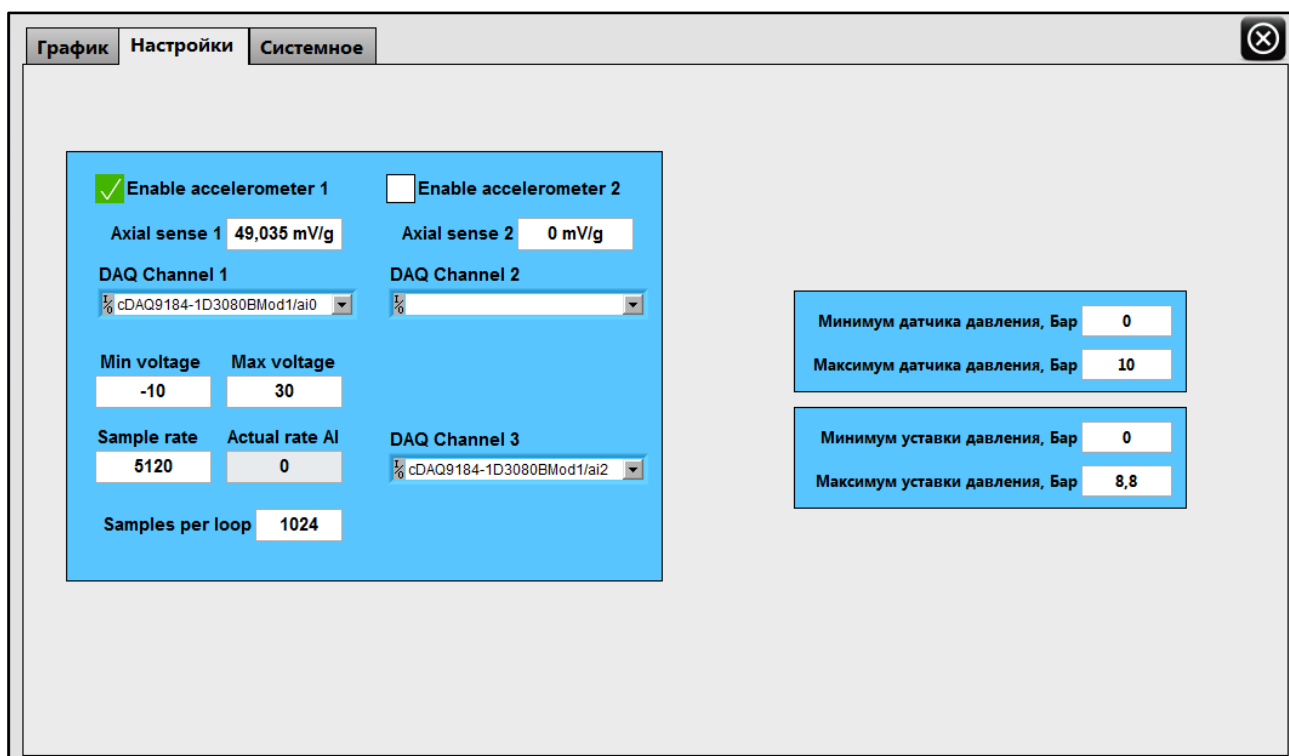 График Настройки Системное
Enable accelerometer 1
Enable accelerometer 2
Axial sense 1 49,035 mV/g
Axial sense 2 0 mV/g
DAQ Channel 1
DAQ Channel 2
I/0 cDAQ9184-1D3080BMod1/ai0
I/0
Min voltage Max voltage
-10 30
Sample rate Actual rate AI
5120 0
DAQ Channel 3
I/0 cDAQ9184-1D3080BMod1/ai2
Samples per loop 1024
Минимум датчика давления, Бар 0
Максимум датчика давления, Бар 10
Минимум уставки давления, Бар 0
Максимум уставки давления, Бар 8,8